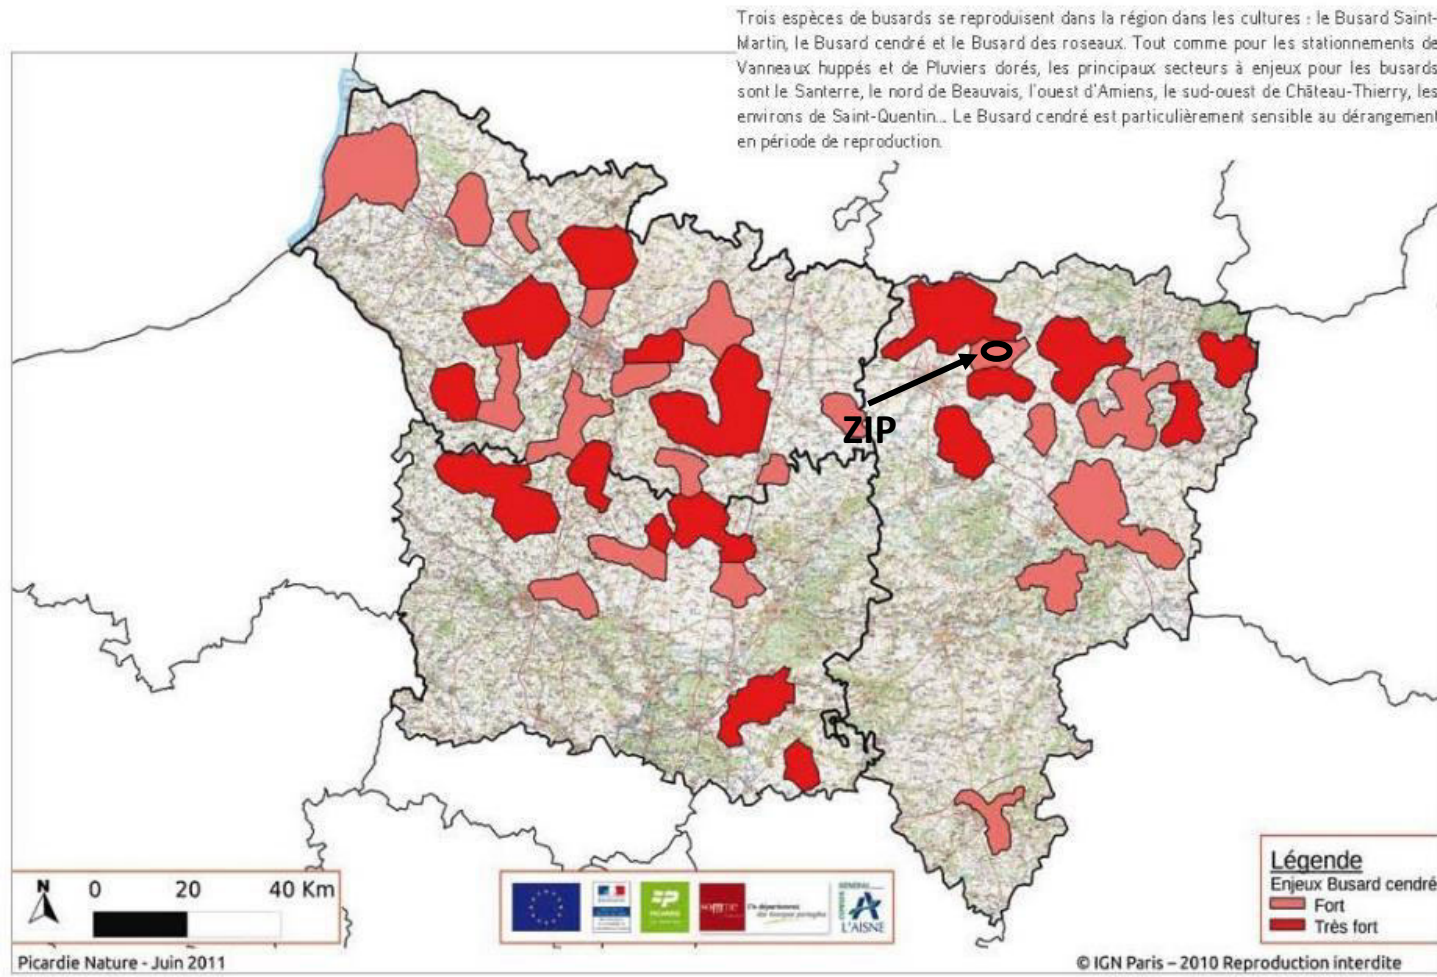 Trois espèces de busards se reproduisent dans la région dans les cultures : le Busard Saint-
Martin, le Busard cendré et le Busard des roseaux. Tout comme pour les stationnements de
Vanneaux huppés et de Pluviers dorés, les principaux secteurs à enjeux pour les busards
sont le Santerre, le nord de Beauvais, l'ouest d'Amiens, le sud-ouest de Château-Thierry, les
environs de Saint-Quentin... Le Busard cendré est particulièrement sensible au dérangement
en période de reproduction.
ZIP
Légende
Enjeux Busard cendré
Fort
Très fort
N
0 20 40 Km
PICARDIE
somme
CONSEIL GÉNÉRAL
L'AISNE
Picardie Nature - Juin 2011
© IGN Paris – 2010 Reproduction interdite